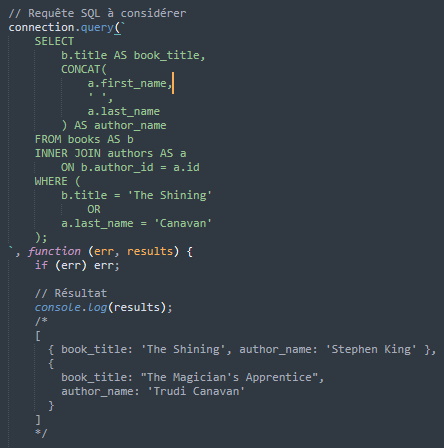 // Requête SQL à considérer
connection.query(`
    SELECT
        b.title AS book_title,
        CONCAT(
            a.first_name,
            ' ',
            a.last_name
        ) AS author_name
    FROM books AS b
    INNER JOIN authors AS a
        ON b.author_id = a.id
    WHERE (
        b.title = 'The Shining'
            OR
        a.last_name = 'Canavan'
    );
`, function (err, results) {
    if (err) err;

    // Résultat
    console.log(results);
    /*
    [
      { book_title: 'The Shining', author_name: 'Stephen King' },
      {
        book_title: "The Magician's Apprentice",
        author_name: 'Trudi Canavan'
      }
    ]
    */